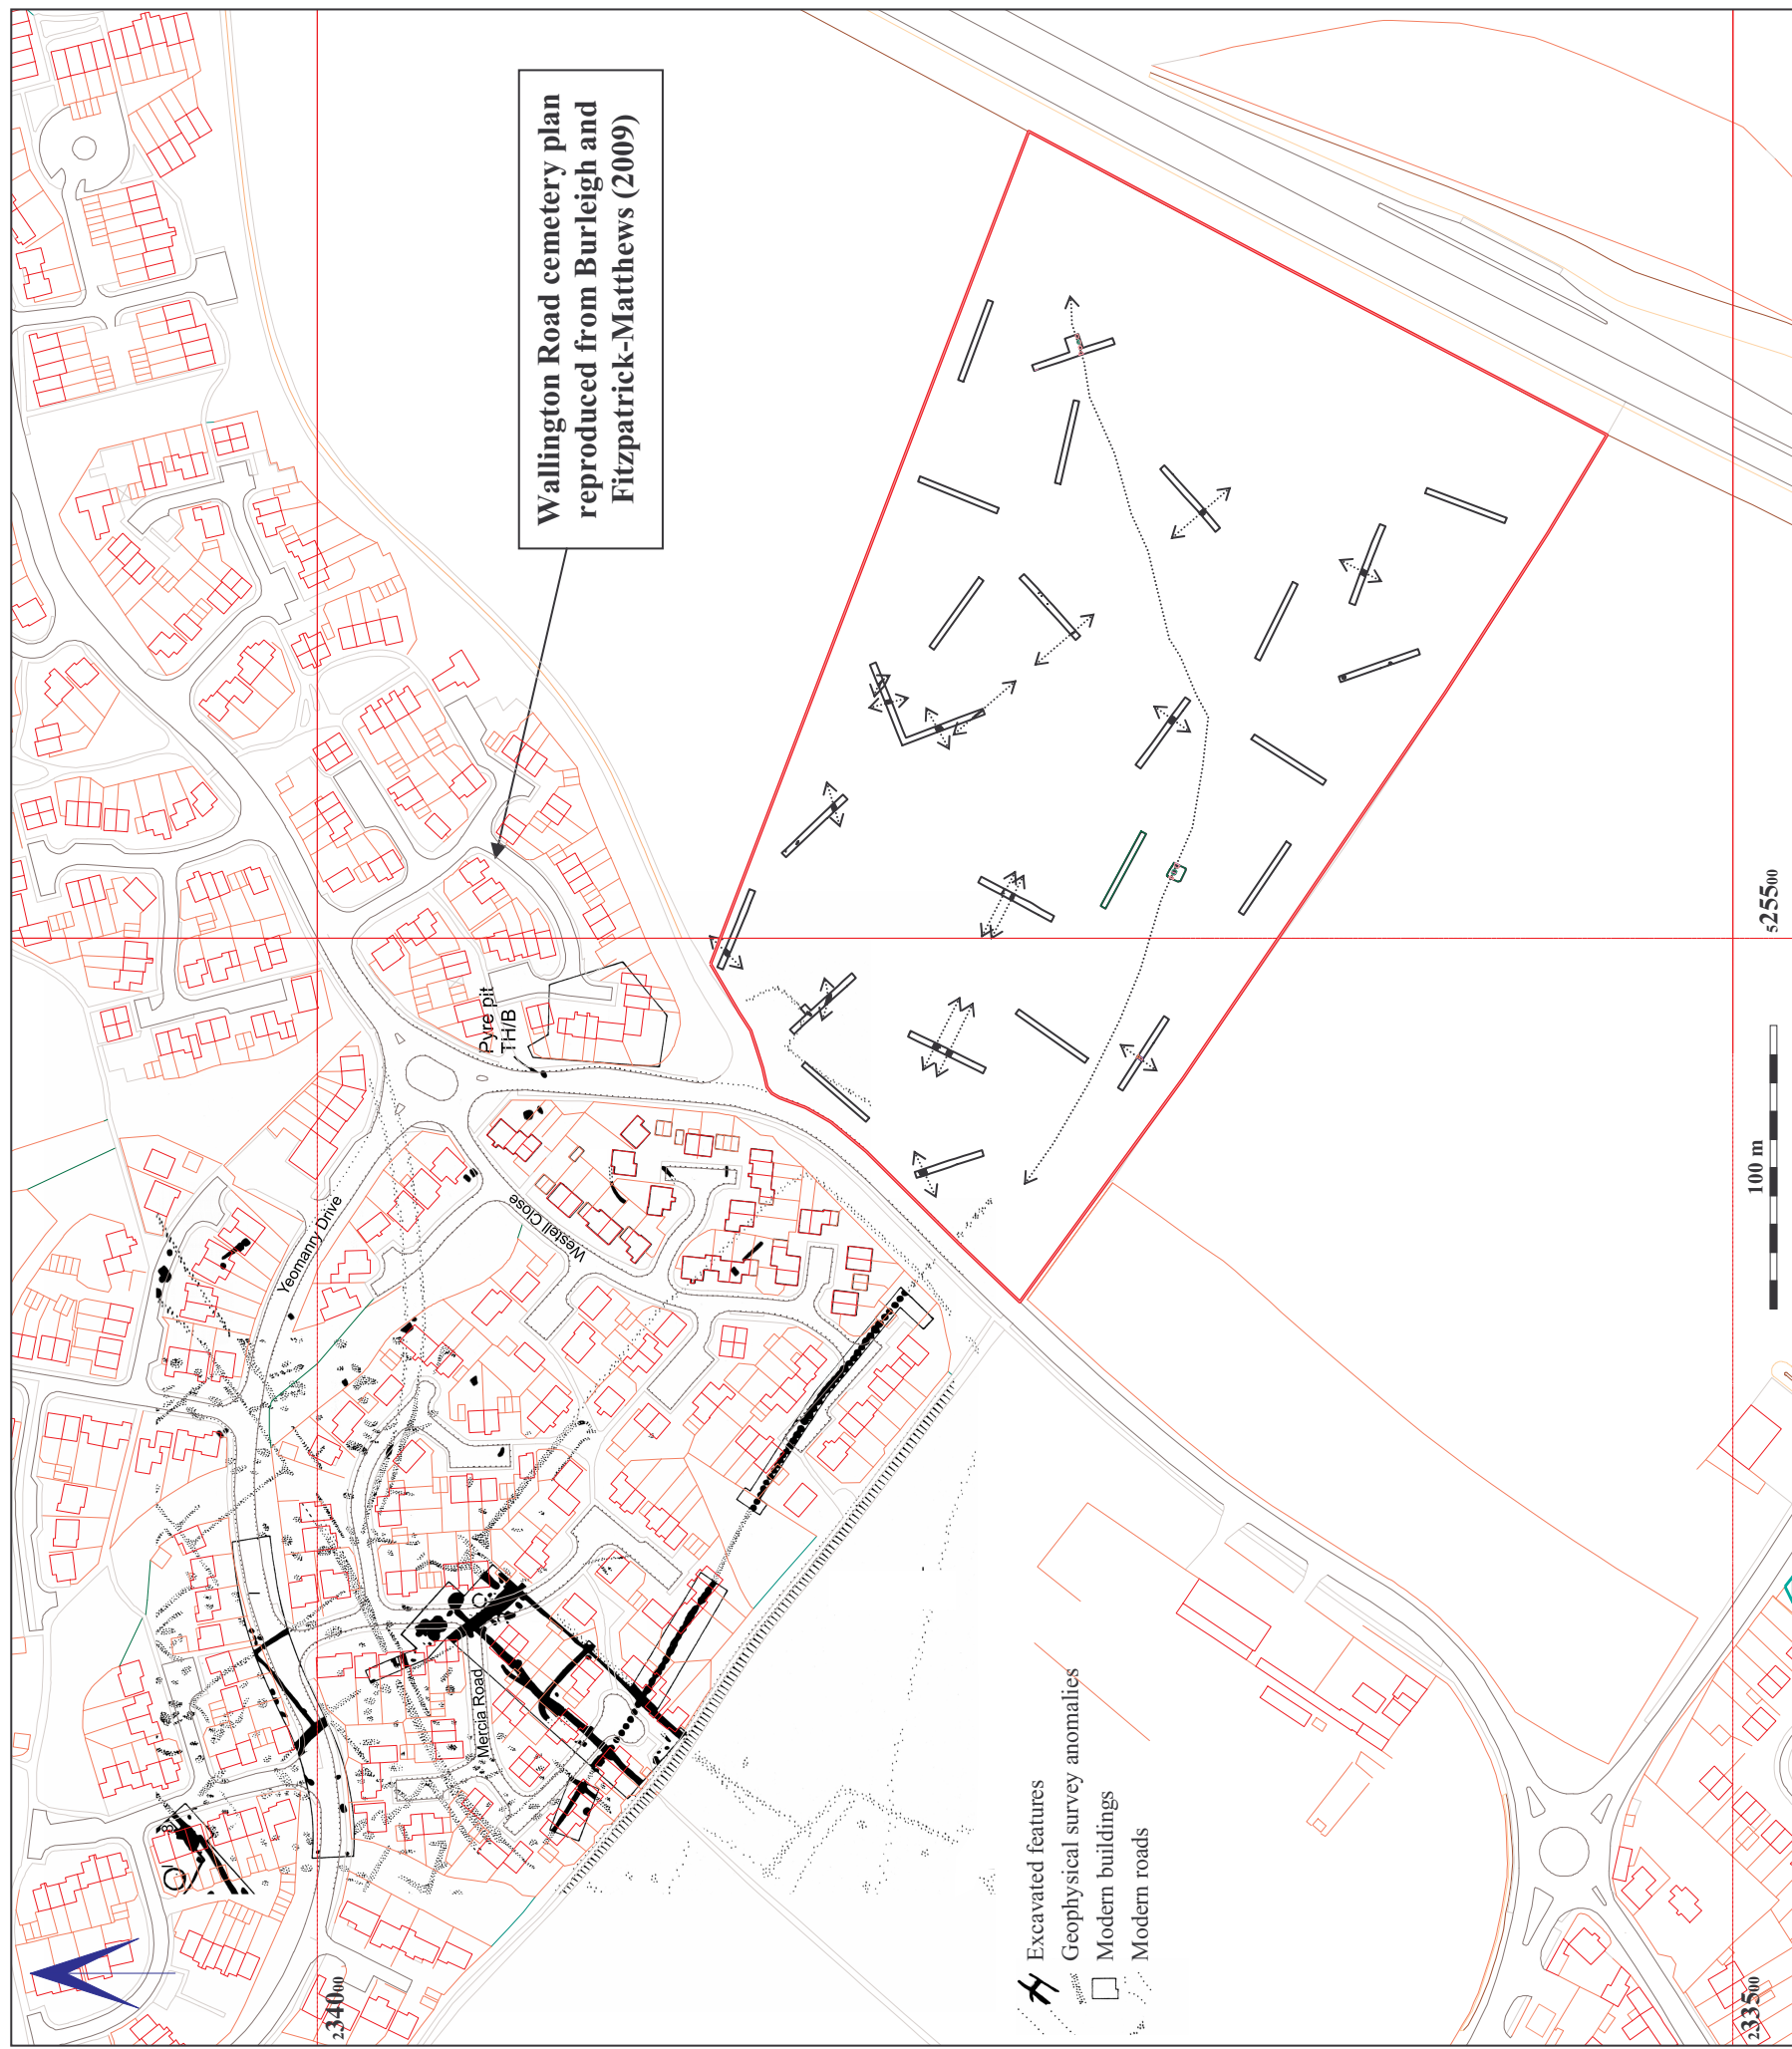 Wallington Road cemetery plan
reproduced from Burleigh and
Fitzpatrick-Matthews (2009)
Pyre pit
TH/B
Yeomanry Drive
Westell Close
Mercia Road
Excavated features
Geophysical survey anomalies
Modern buildings
Modern roads
100 m
525500
234000
233500